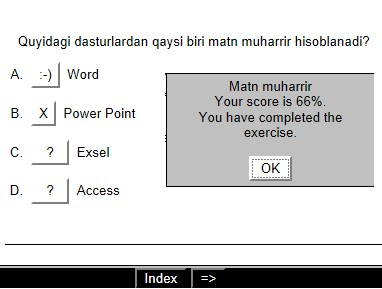 Quyidagi dasturlardan qaysi biri matn muharrir hisoblanadi?
A. :-) Word
B. X Power Point
C. ? Exsel
D. ? Access
Matn muharrir
Your score is 66%.
You have completed the
exercise.
OK
Index =>